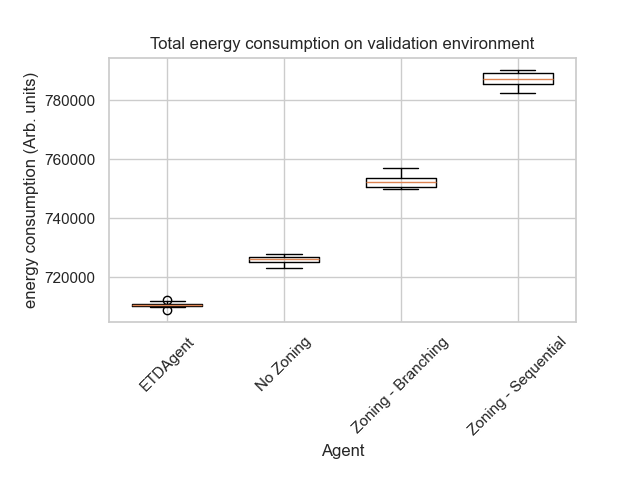 Total energy consumption on validation environment
energy consumption (Arb. units)
780000
760000
740000
720000
ETDAgent
No Zoning
Zoning - Branching
Zoning - Sequential
Agent